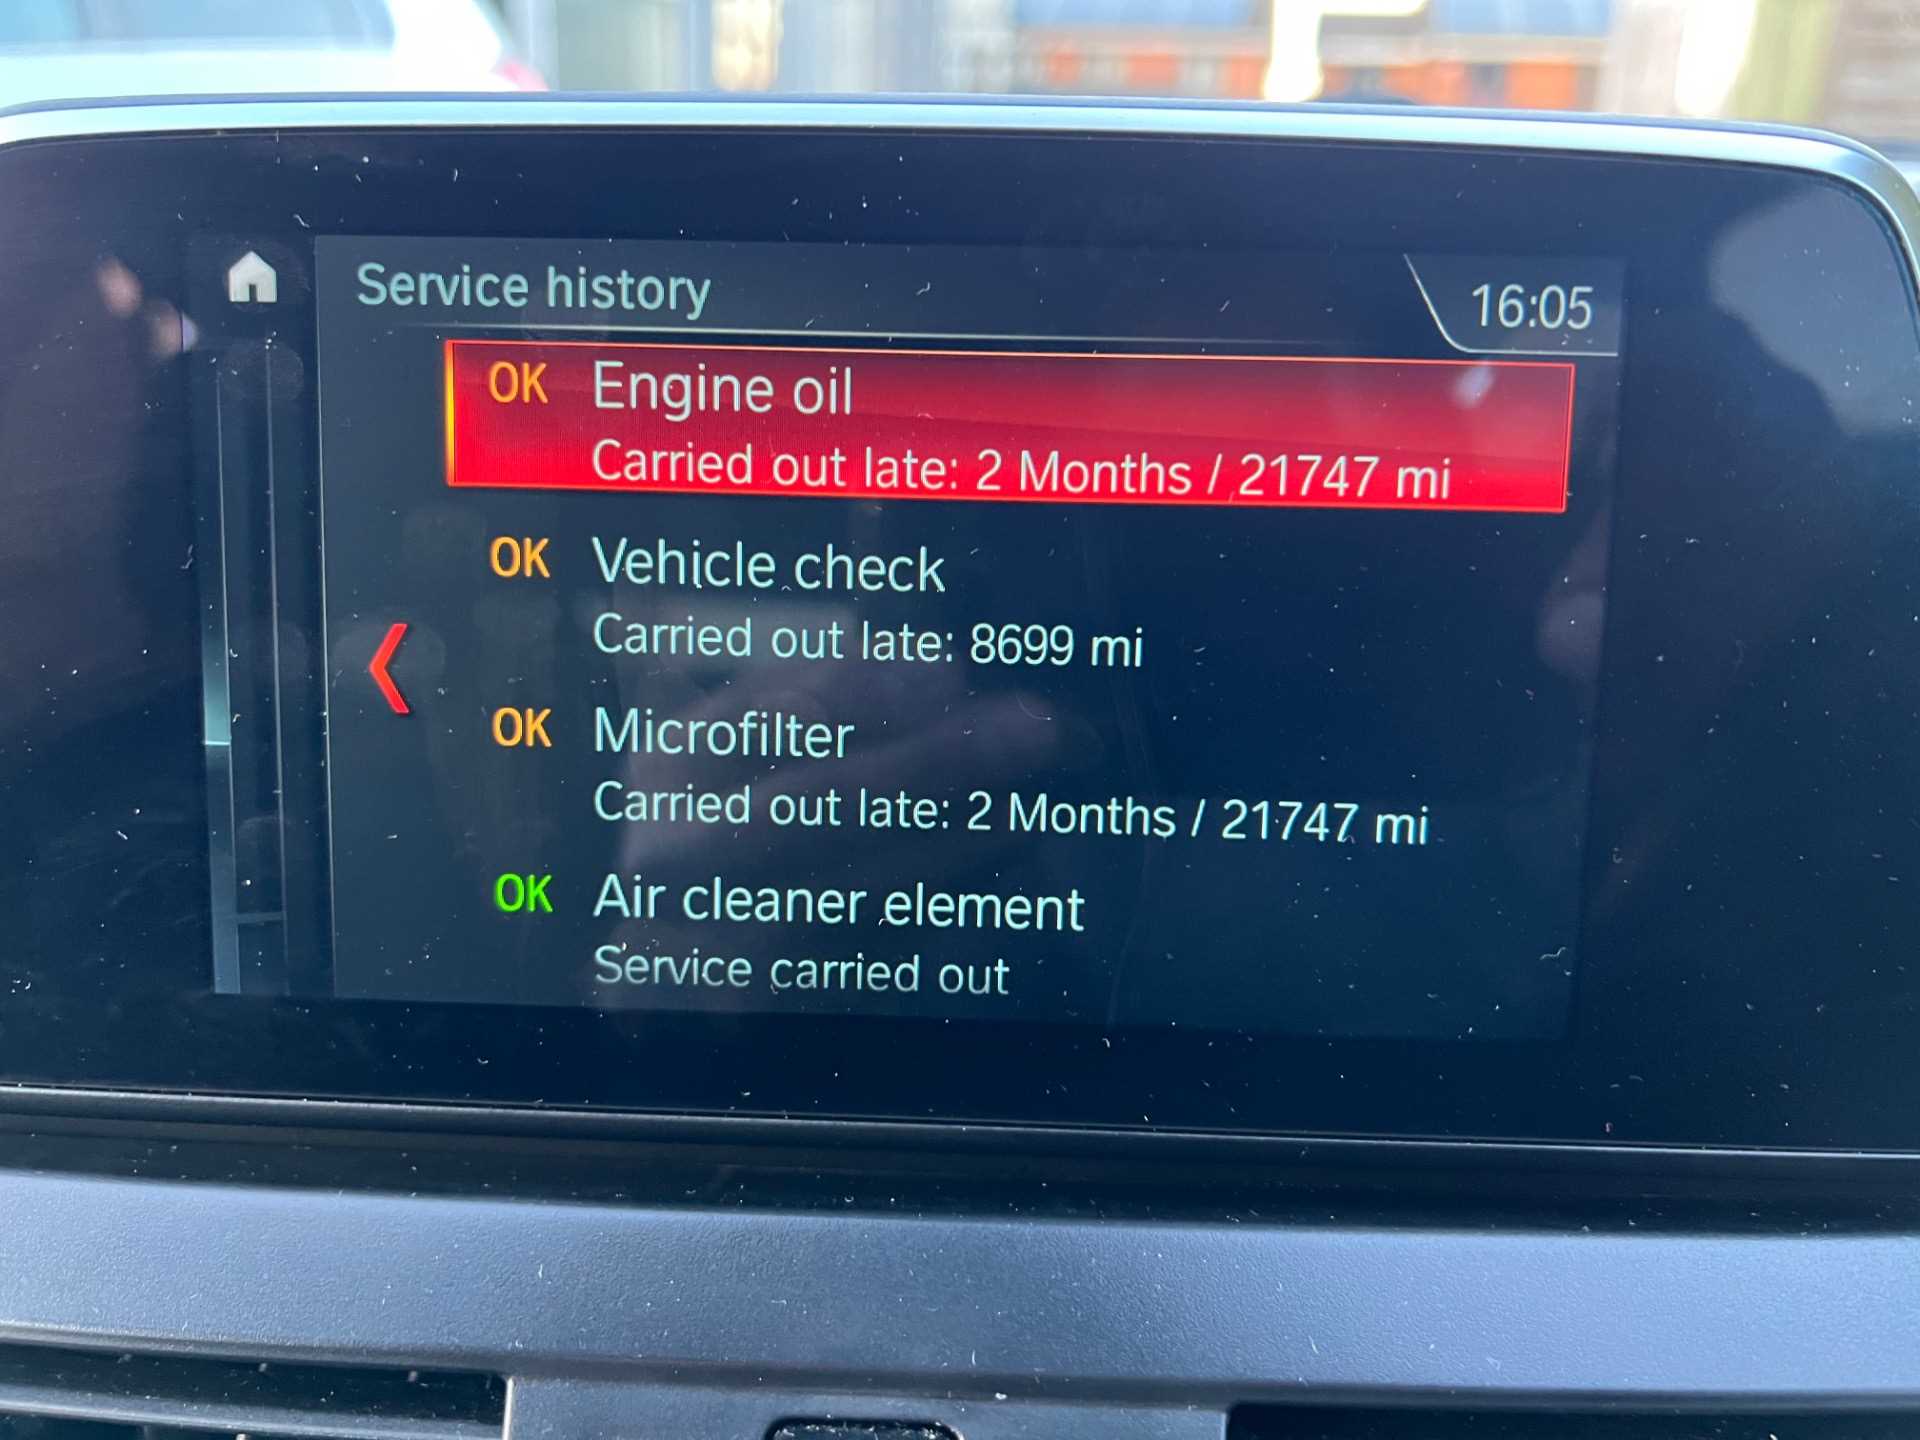 Service history
16:05
OK Engine oil
Carried out late: 2 Months / 21747 mi
OK Vehicle check
Carried out late: 8699 mi
OK Microfilter
Carried out late: 2 Months / 21747 mi
OK Air cleaner element
Service carried out